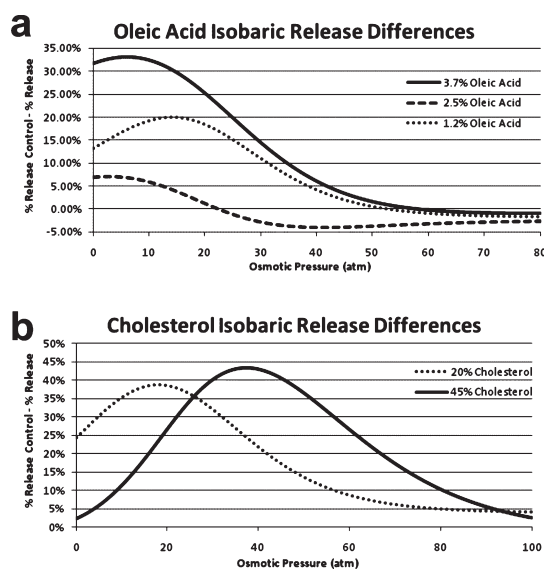 a
Oleic Acid Isobaric Release Differences
% Release Control - % Release
35.00%
30.00%
25.00%
20.00%
15.00%
10.00%
5.00%
0.00%
-5.00%
3.7% Oleic Acid
2.5% Oleic Acid
1.2% Oleic Acid
0 10 20 30 40 50 60 70 80
Osmotic Pressure (atm)
b
Cholesterol Isobaric Release Differences
% Release Control - % Release
50%
45%
40%
35%
30%
25%
20%
15%
10%
5%
0%
20% Cholesterol
45% Cholesterol
0 20 40 60 80 100
Osmotic Pressure (atm)